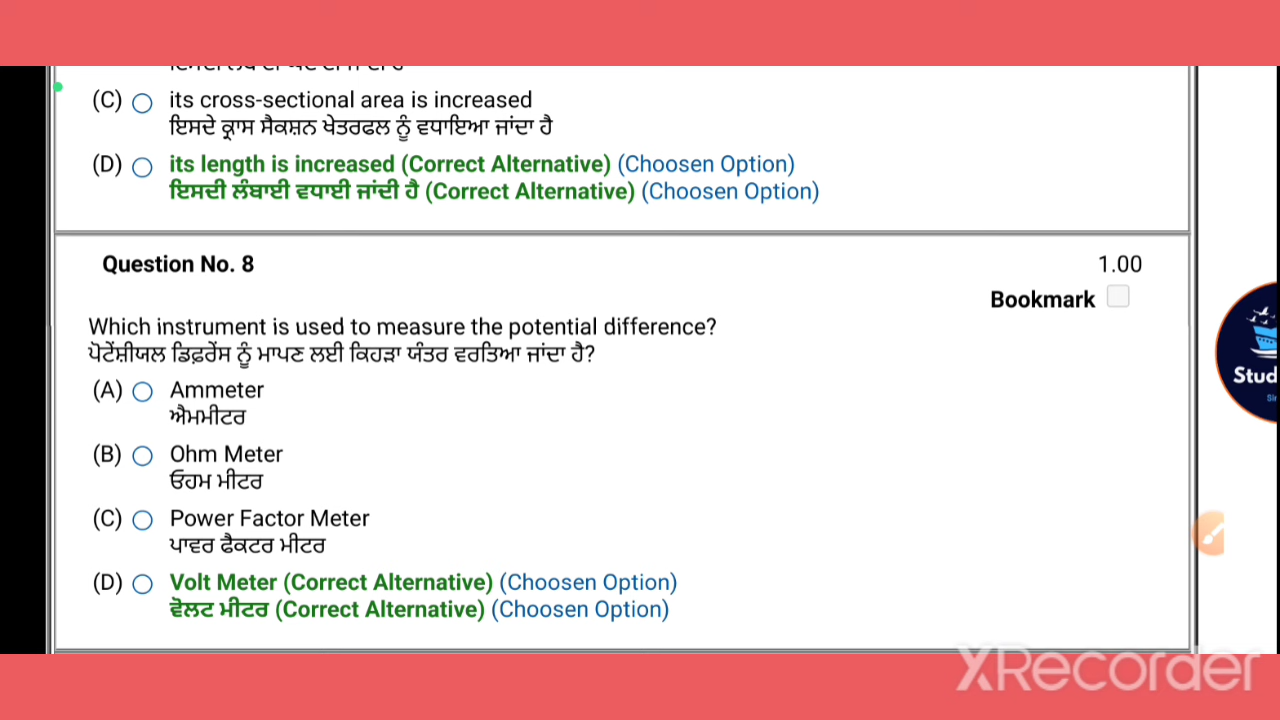 (C) its cross-sectional area is increased
ਇਸਦੇ ਕ੍ਰਾਸ ਸੈਕਸ਼ਨ ਖੇਤਰਫਲ ਨੂੰ ਵਧਾਇਆ ਜਾਂਦਾ ਹੈ
(D) its length is increased (Correct Alternative) (Choosen Option)
ਇਸਦੀ ਲੰਬਾਈ ਵਧਾਈ ਜਾਂਦੀ ਹੈ (Correct Alternative) (Choosen Option)
Question No. 8 1.00
Bookmark
Which instrument is used to measure the potential difference?
ਪੋਟੇਂਸ਼ੀਯਲ ਡਿਫ਼ਰੇਂਸ ਨੂੰ ਮਾਪਣ ਲਈ ਕਿਹੜਾ ਯੰਤਰ ਵਰਤਿਆ ਜਾਂਦਾ ਹੈ?
(A) Ammeter
ਐਮਮੀਟਰ
(B) Ohm Meter
ਓਹਮ ਮੀਟਰ
(C) Power Factor Meter
ਪਾਵਰ ਫੈਕਟਰ ਮੀਟਰ
(D) Volt Meter (Correct Alternative) (Choosen Option)
ਵੋਲਟ ਮੀਟਰ (Correct Alternative) (Choosen Option)
Stud
XRecorder